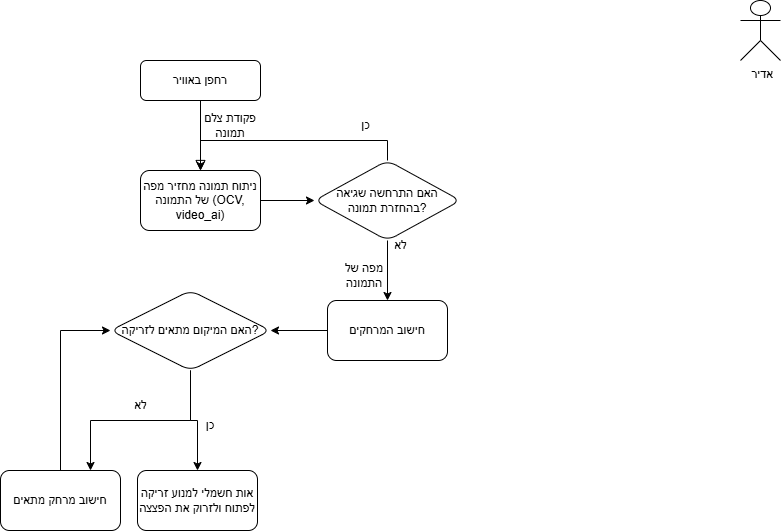 אדיר
רחפן באוויר
פקודת צלם
תמונה
כן
ניתוח תמונה מחזיר מפה
של התמונה (OCV,
video_ai)
האם התרחשה שגיאה
בהחזרת תמונה?
לא
מפה של
התמונה
חישוב המרחקים
האם המיקום מתאים לזריקה?
לא
כן
חישוב מרחק מתאים
אות חשמלי למנוע זריקה
לפתוח ולזרוק את הפצצה